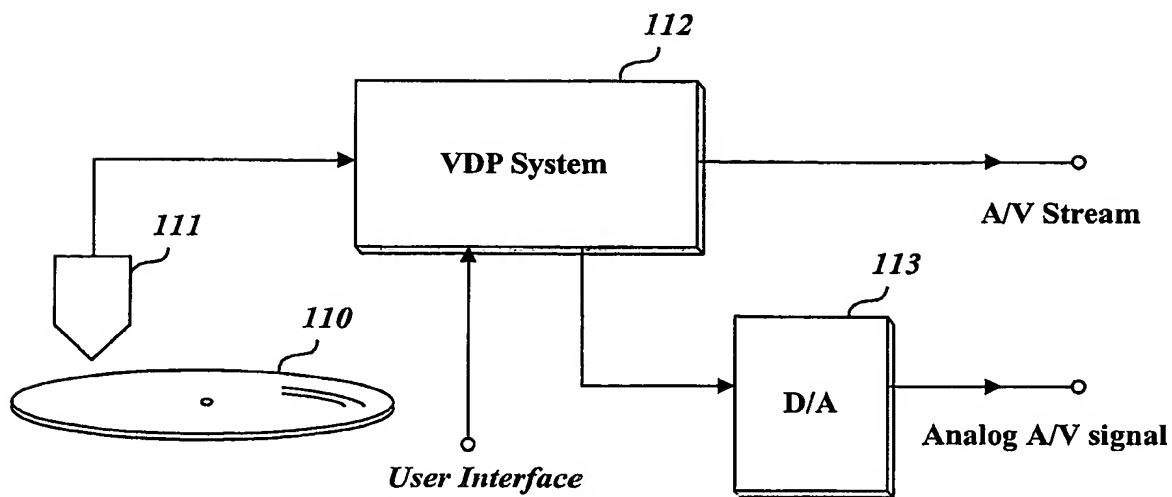 112
VDP System
A/V Stream
111
113
110
D/A
Analog A/V signal
User Interface